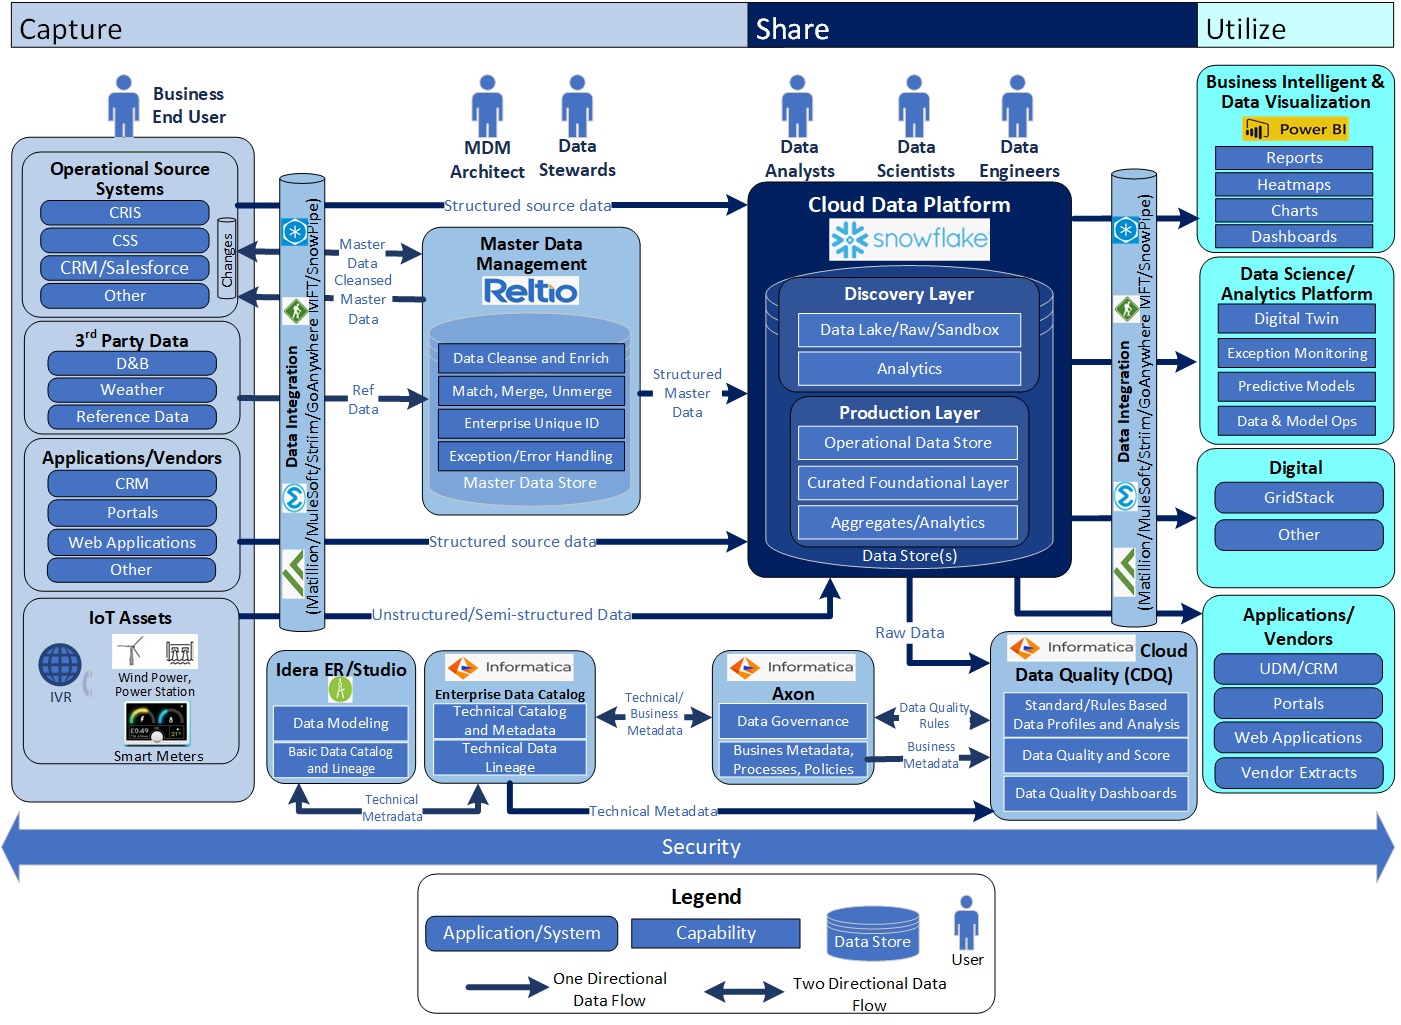 Capture
Share
Utilize
Business
End User
MDM
Architect
Data
Stewards
Data
Analysts
Data
Scientists
Data
Engineers
Operational Source
Systems
CRIS
CSS
CRM/Salesforce
Other
Changes
3rd Party Data
D&B
Weather
Reference Data
Applications/Vendors
CRM
Portals
Web Applications
Other
IoT Assets
IVR
Wind Power,
Power Station
£0.49
21°
Smart Meters
Data Integration
(Matillion/MuleSoft/Striim/GoAnywhere MFT/SnowPipe)
Structured source data
Master
Data
Cleansed
Master
Data
Ref
Data
Structured source data
Unstructured/Semi-structured Data
Master Data
Management
Reltio
Data Cleanse and Enrich
Match, Merge, Unmerge
Enterprise Unique ID
Exception/Error Handling
Master Data Store
Structured
Master
Data
Cloud Data Platform
snowflake
Discovery Layer
Data Lake/Raw/Sandbox
Analytics
Production Layer
Operational Data Store
Curated Foundational Layer
Aggregates/Analytics
Data Store(s)
Raw Data
Data Integration
(Matillion/MuleSoft/Striim/GoAnywhere MFT/SnowPipe)
Business Intelligent &
Data Visualization
Power BI
Reports
Heatmaps
Charts
Dashboards
Data Science/
Analytics Platform
Digital Twin
Exception Monitoring
Predictive Models
Data & Model Ops
Digital
GridStack
Other
Applications/
Vendors
UDM/CRM
Portals
Web Applications
Vendor Extracts
Idera ER/Studio
Data Modeling
Basic Data Catalog
and Lineage
Technical
Metradata
Informatica
Enterprise Data Catalog
Technical Catalog
and Metadata
Technical Data
Lineage
Technical/
Business
Metadata
Technical Metadata
Informatica
Axon
Data Governance
Busines Metadata,
Processes, Policies
Data Quality
Rules
Business
Metadata
Informatica Cloud
Data Quality (CDQ)
Standard/Rules Based
Data Profiles and Analysis
Data Quality and Score
Data Quality Dashboards
Security
Legend
Application/System
Capability
Data Store
User
One Directional
Data Flow
Two Directional Data
Flow